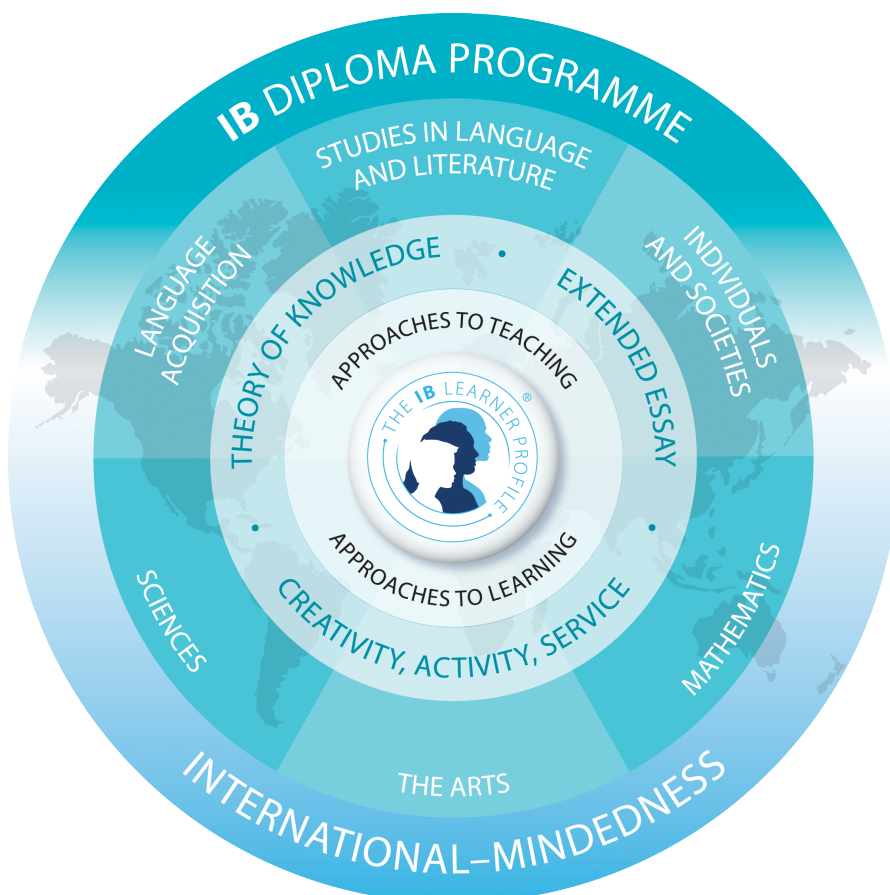 IB DIPLOMA PROGRAMME
STUDIES IN LANGUAGE
AND LITERATURE
LANGUAGE
ACQUISITION
INDIVIDUALS
AND SOCIETIES
THEORY OF KNOWLEDGE
•
EXTENDED ESSAY
•
APPROACHES TO TEACHING
THE IB LEARNER PROFILE
®
APPROACHES TO LEARNING
•
CREATIVITY, ACTIVITY, SERVICE
SCIENCES
MATHEMATICS
THE ARTS
INTERNATIONAL–MINDEDNESS